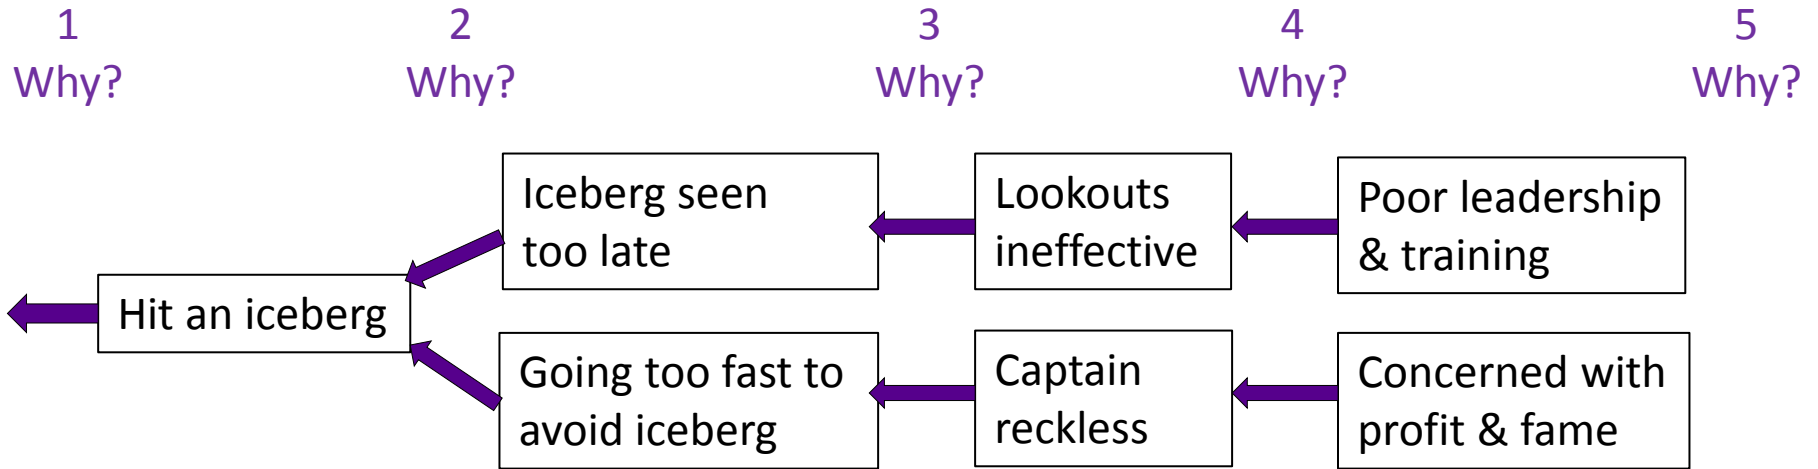 1
Why?
2
Why?
3
Why?
4
Why?
5
Why?
Hit an iceberg
Iceberg seen
too late
Lookouts
ineffective
Poor leadership
& training
Going too fast to
avoid iceberg
Captain
reckless
Concerned with
profit & fame